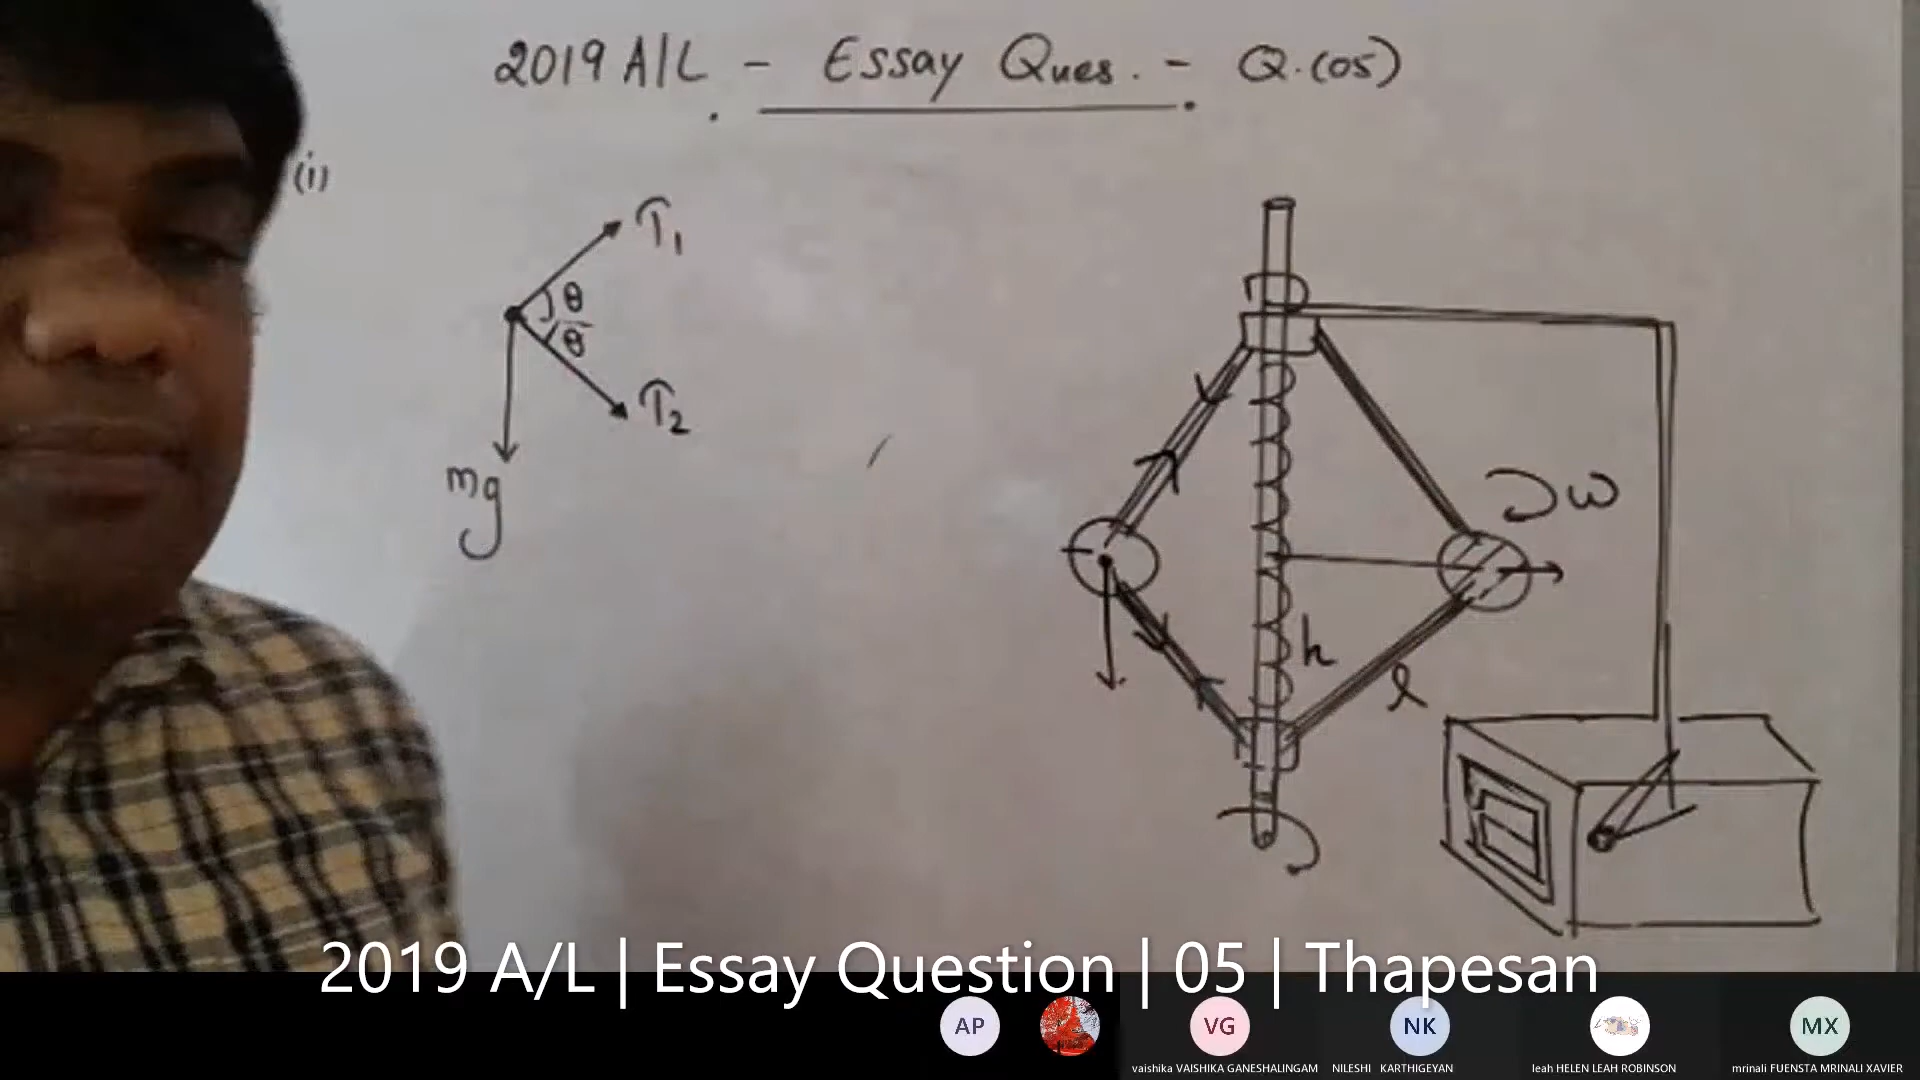 2019 A/L - Essay Ques. - Q.(05)
(i)
T1
θ
θ
T2
mg
ω
h
l
2019 A/L | Essay Question | 05 | Thapesan
AP
VG
NK
MX
vaishika VAISHIKA GANESHALINGAM
NILESHI KARTHIGEYAN
leah HELEN LEAH ROBINSON
mrinali FUENSTA MRINALI XAVIER